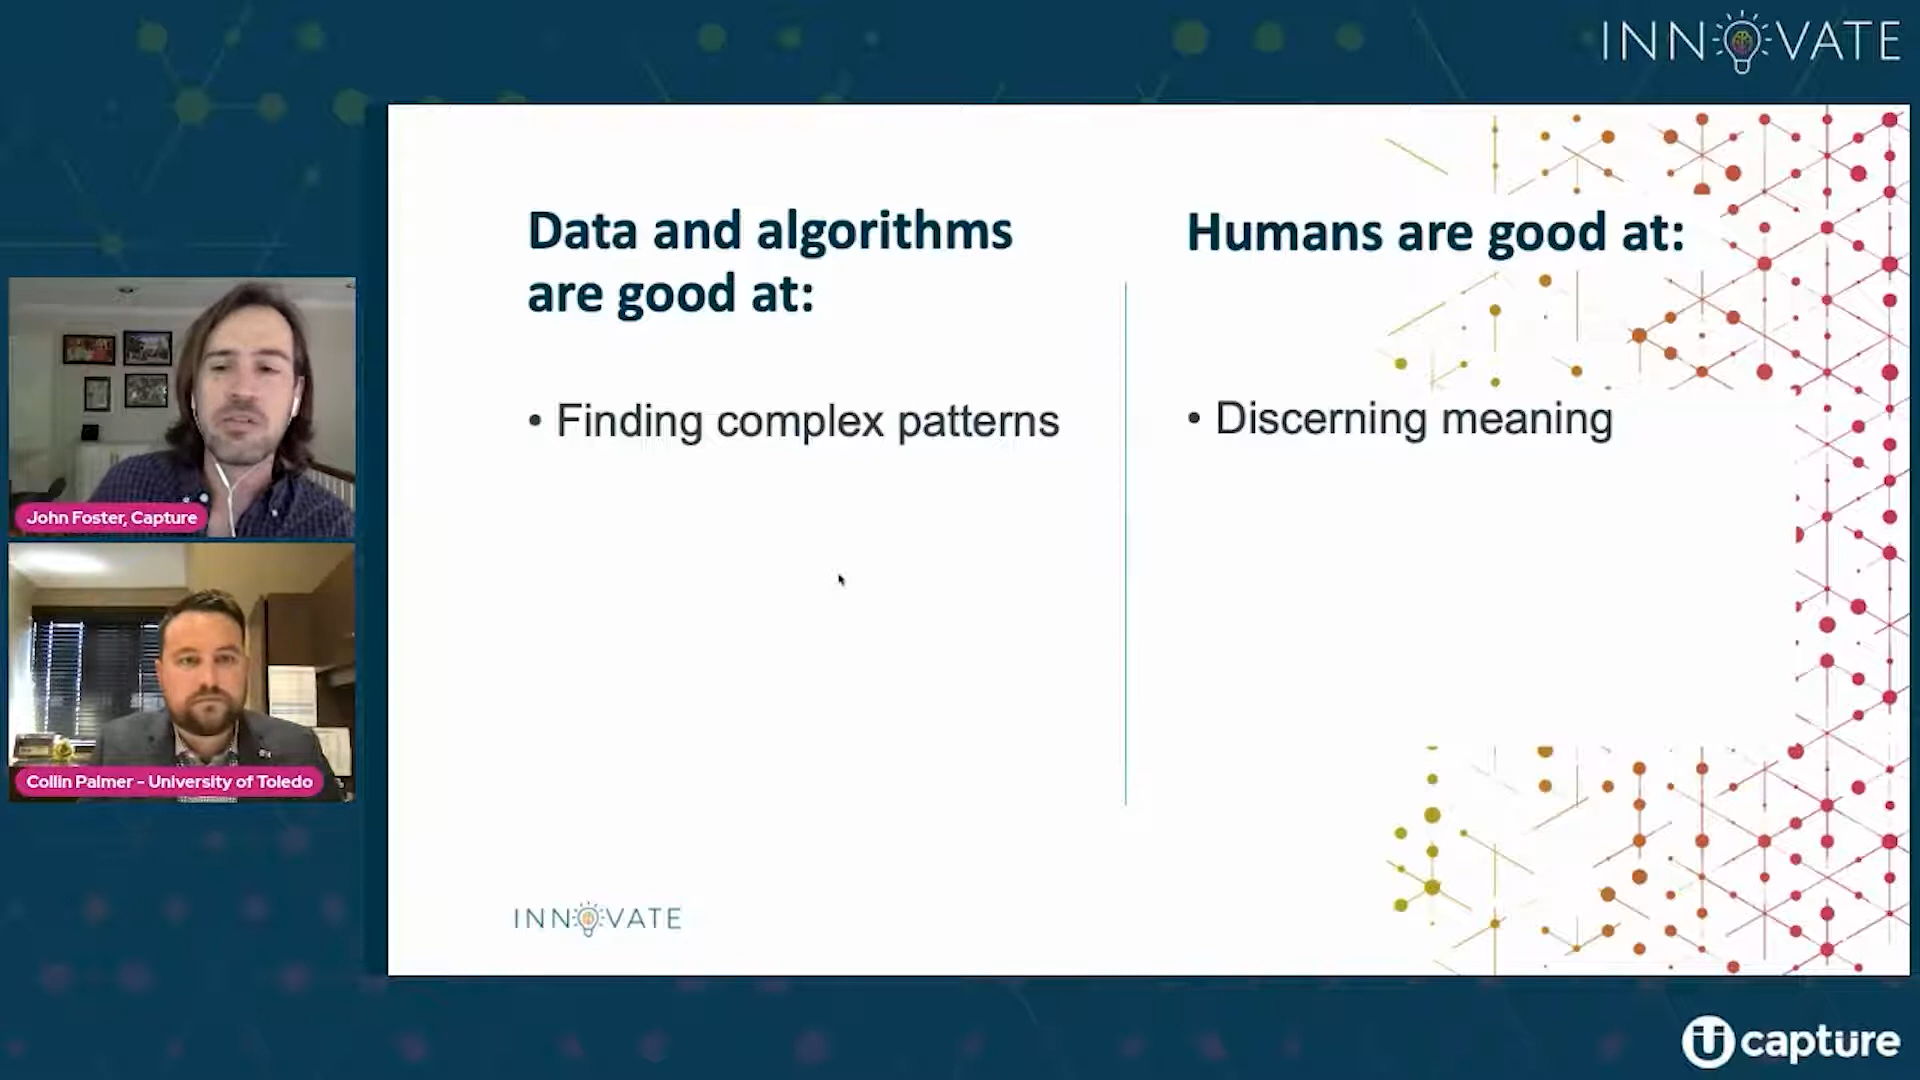 INNOVATE
Data and algorithms
are good at:
• Finding complex patterns
Humans are good at:
• Discerning meaning
John Foster, Capture
Collin Palmer - University of Toledo
INNOVATE
capture